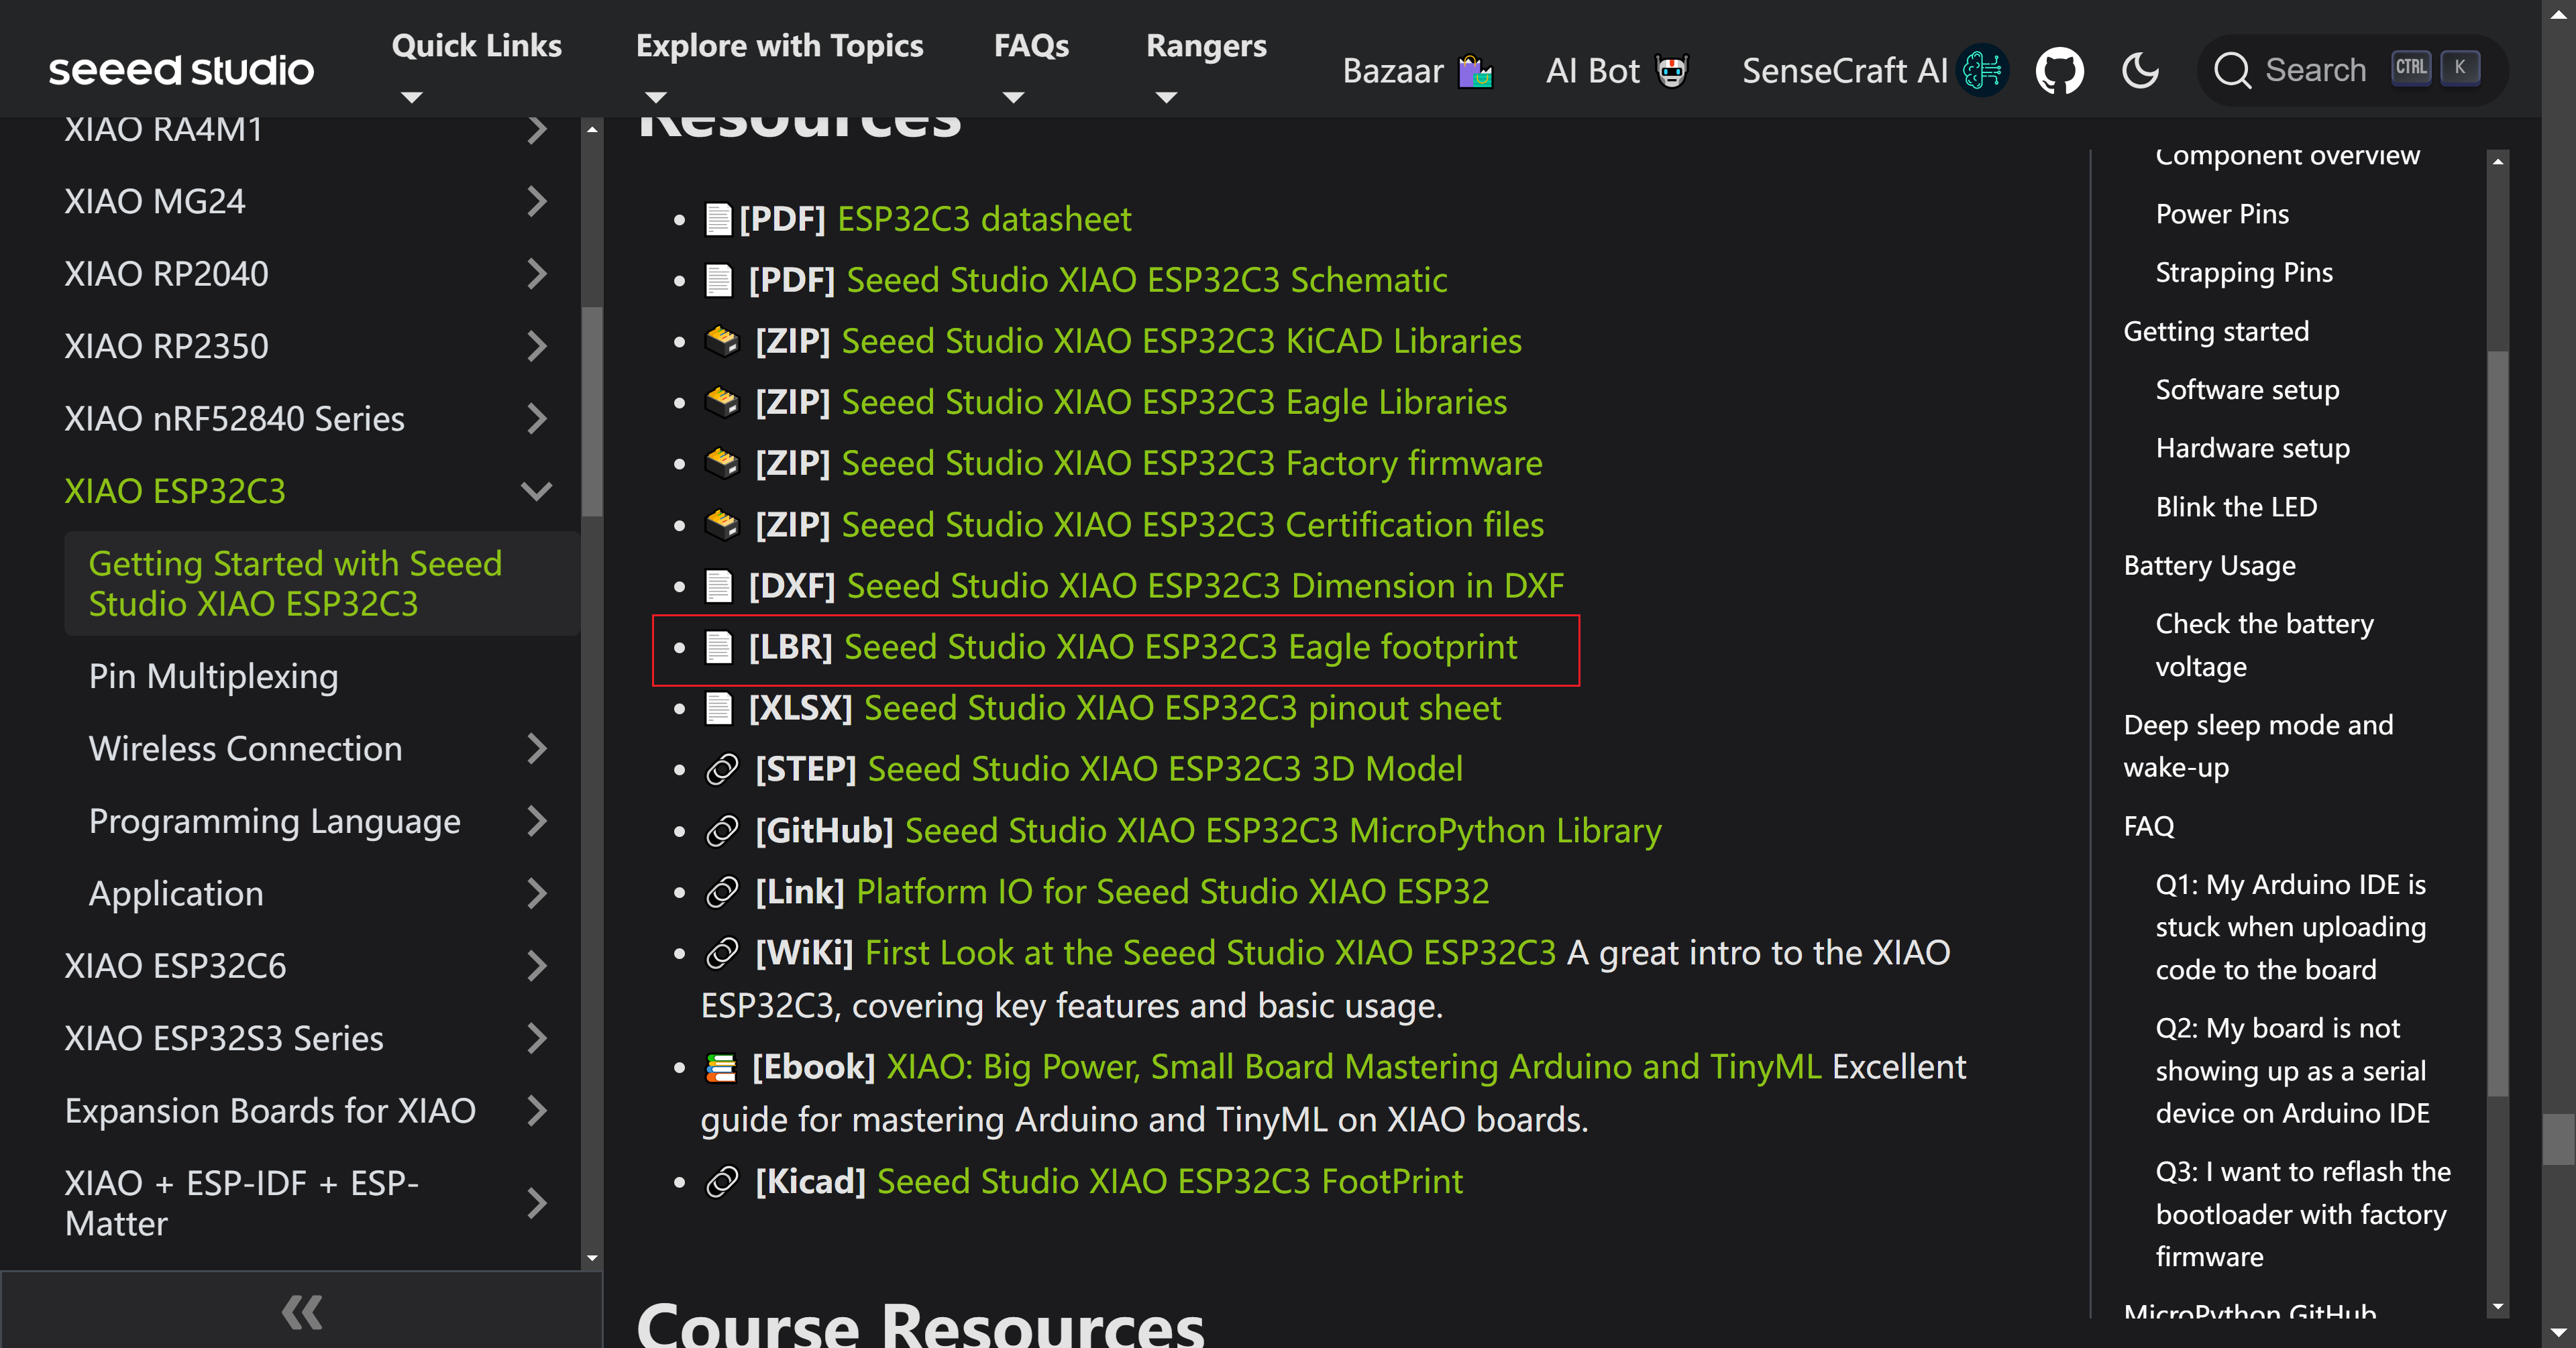 seeed studio
Quick Links
Explore with Topics
FAQs
Rangers
Bazaar
AI Bot
SenseCraft AI
Search
CTRL
K
XIAO RA4M1
XIAO MG24
XIAO RP2040
XIAO RP2350
XIAO nRF52840 Series
XIAO ESP32C3
Getting Started with Seeed
Studio XIAO ESP32C3
Pin Multiplexing
Wireless Connection
Programming Language
Application
XIAO ESP32C6
XIAO ESP32S3 Series
Expansion Boards for XIAO
XIAO + ESP-IDF + ESP-
Matter
Resources
[PDF] ESP32C3 datasheet
[PDF] Seeed Studio XIAO ESP32C3 Schematic
[ZIP] Seeed Studio XIAO ESP32C3 KiCAD Libraries
[ZIP] Seeed Studio XIAO ESP32C3 Eagle Libraries
[ZIP] Seeed Studio XIAO ESP32C3 Factory firmware
[ZIP] Seeed Studio XIAO ESP32C3 Certification files
[DXF] Seeed Studio XIAO ESP32C3 Dimension in DXF
[LBR] Seeed Studio XIAO ESP32C3 Eagle footprint
[XLSX] Seeed Studio XIAO ESP32C3 pinout sheet
[STEP] Seeed Studio XIAO ESP32C3 3D Model
[GitHub] Seeed Studio XIAO ESP32C3 MicroPython Library
[Link] Platform IO for Seeed Studio XIAO ESP32
[WiKi] First Look at the Seeed Studio XIAO ESP32C3 A great intro to the XIAO
ESP32C3, covering key features and basic usage.
[Ebook] XIAO: Big Power, Small Board Mastering Arduino and TinyML Excellent
guide for mastering Arduino and TinyML on XIAO boards.
[Kicad] Seeed Studio XIAO ESP32C3 FootPrint
Course Resources
Component overview
Power Pins
Strapping Pins
Getting started
Software setup
Hardware setup
Blink the LED
Battery Usage
Check the battery
voltage
Deep sleep mode and
wake-up
FAQ
Q1: My Arduino IDE is
stuck when uploading
code to the board
Q2: My board is not
showing up as a serial
device on Arduino IDE
Q3: I want to reflash the
bootloader with factory
firmware
MicroPython GitHub